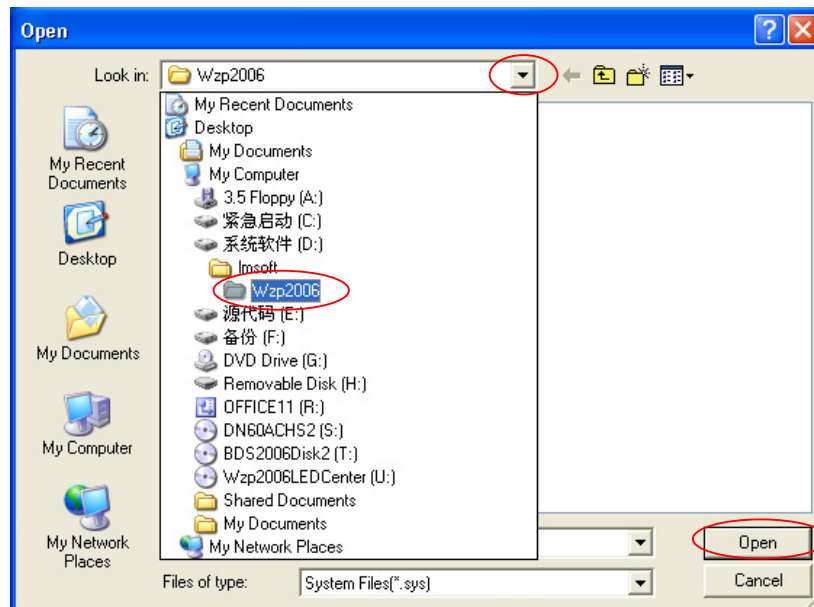 Open
Look in:
Wzp2006
My Recent Documents
Desktop
My Documents
My Computer
3.5 Floppy (A:)
紧急启动 (C:)
系统软件 (D:)
Imsoft
Wzp2006
源代码 (E:)
备份 (F:)
DVD Drive (G:)
Removable Disk (H:)
OFFICE11 (R:)
DN60ACHS2 (S:)
BDS2006Disk2 (T:)
Wzp2006LEDCenter (U:)
Shared Documents
My Documents
My Network Places
My Recent
Documents
Desktop
My Documents
My Computer
My Network
Places
Open
Files of type:
System Files(*.sys)
Cancel